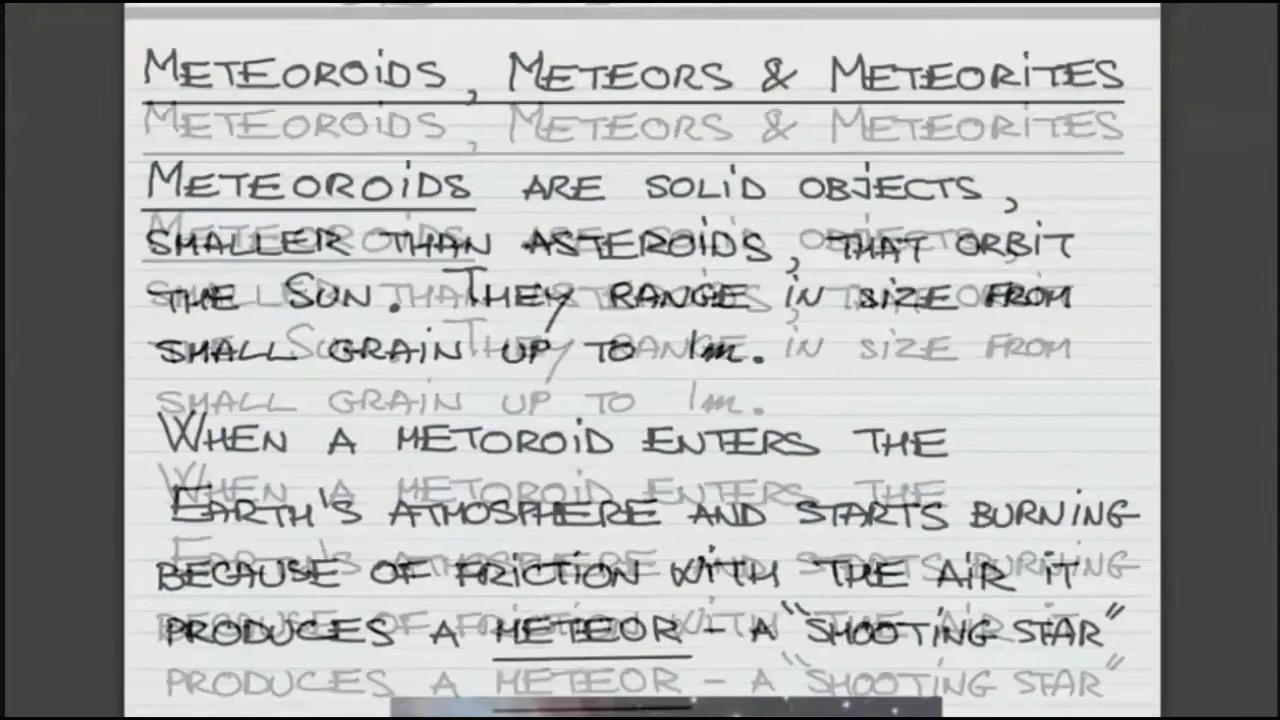 METEOROIDS, METEORS & METEORITES
METEOROIDS ARE SOLID OBJECTS,
SMALLER THAN ASTEROIDS, THAT ORBIT
THE SUN. THEY RANGE IN SIZE FROM
SMALL GRAIN UP TO 1m.
WHEN A METOROID ENTERS THE
EARTH'S ATMOSPHERE AND STARTS BURNING
BECAUSE OF FRICTION WITH THE AIR IT
PRODUCES A METEOR - A "SHOOTING STAR"